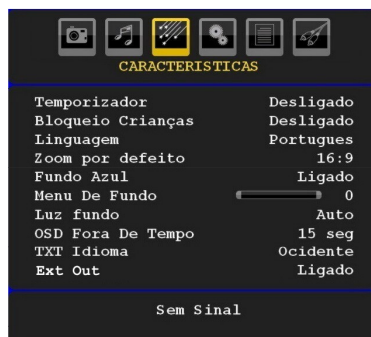 CARACTERISTICAS
Temporizador Desligado
Bloqueio Crianças Desligado
Linguagem Portugues
Zoom por defeito 16:9
Fundo Azul Ligado
Menu De Fundo 0
Luz fundo Auto
OSD Fora De Tempo 15 seg
TXT Idioma Ocidente
Ext Out Ligado
Sem Sinal